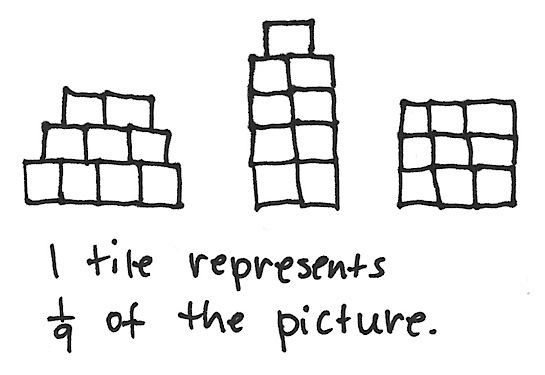 1 tile represents
1/9 of the picture.